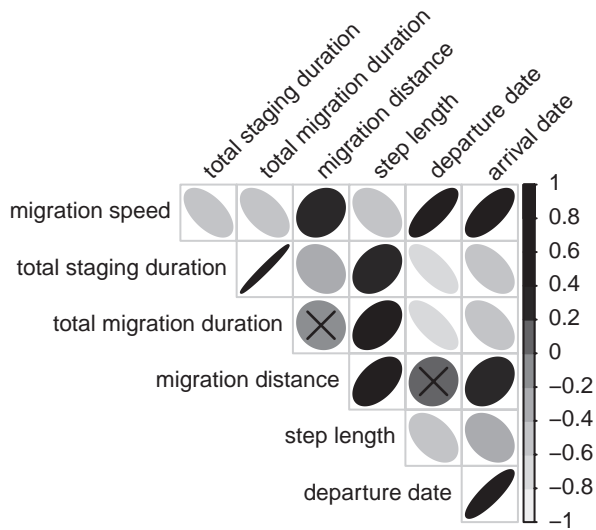 total staging duration
total migration duration
migration distance
step length
departure date
arrival date
migration speed
total staging duration
total migration duration
migration distance
step length
departure date
1
0.8
0.6
0.4
0.2
0
−0.2
−0.4
−0.6
−0.8
−1